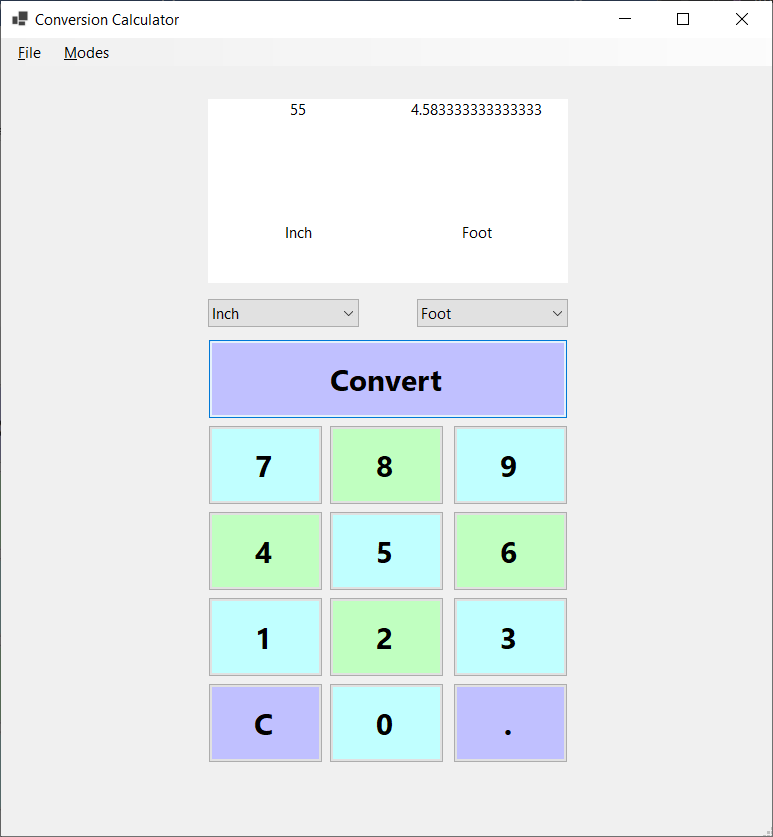 Conversion Calculator
File Modes
55 4.583333333333333
Inch Foot
Inch Foot
Convert
7 8 9
4 5 6
1 2 3
C 0 .